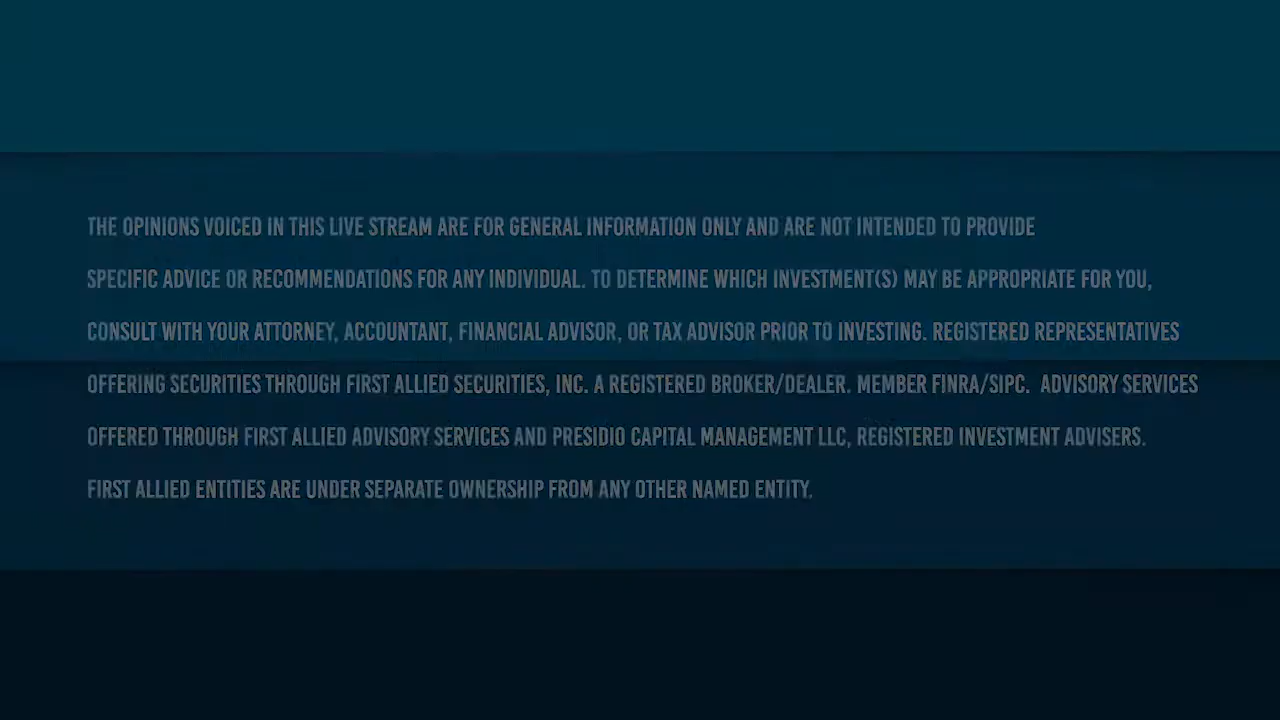 THE OPINIONS VOICED IN THIS LIVE STREAM ARE FOR GENERAL INFORMATION ONLY AND ARE NOT INTENDED TO PROVIDE
SPECIFIC ADVICE OR RECOMMENDATIONS FOR ANY INDIVIDUAL. TO DETERMINE WHICH INVESTMENT(S) MAY BE APPROPRIATE FOR YOU,
CONSULT WITH YOUR ATTORNEY, ACCOUNTANT, FINANCIAL ADVISOR, OR TAX ADVISOR PRIOR TO INVESTING. REGISTERED REPRESENTATIVES
OFFERING SECURITIES THROUGH FIRST ALLIED SECURITIES, INC. A REGISTERED BROKER/DEALER. MEMBER FINRA/SIPC. ADVISORY SERVICES
OFFERED THROUGH FIRST ALLIED ADVISORY SERVICES AND PRESIDIO CAPITAL MANAGEMENT LLC, REGISTERED INVESTMENT ADVISERS.
FIRST ALLIED ENTITIES ARE UNDER SEPARATE OWNERSHIP FROM ANY OTHER NAMED ENTITY.